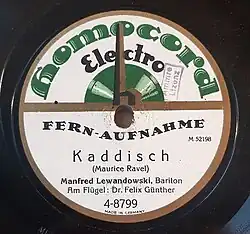 Homocord
Electro
FERN-AUFNAHME
M 52198
Kaddisch
(Maurice Ravel)
Manfred Lewandowski, Bariton
Am Flügel: Dr. Felix Günther
4-8799
MADE IN GERMANY